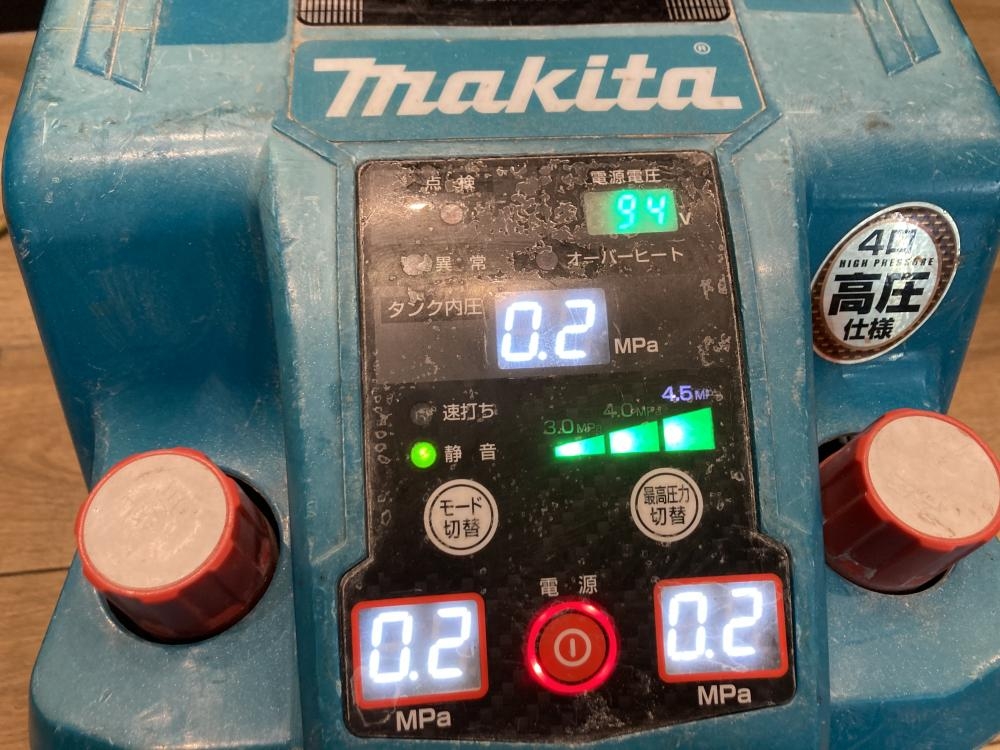 makita®
点検
電源電圧
94 V
異常
オーバーヒート
タンク内圧
0.2 MPa
速打ち
静音
3.0MPa
4.0MPa
4.5MPa
モード
切替
最高圧力
切替
電源
0.2
MPa
0.2
MPa
4口
HIGH PRESSURE
高圧
仕様